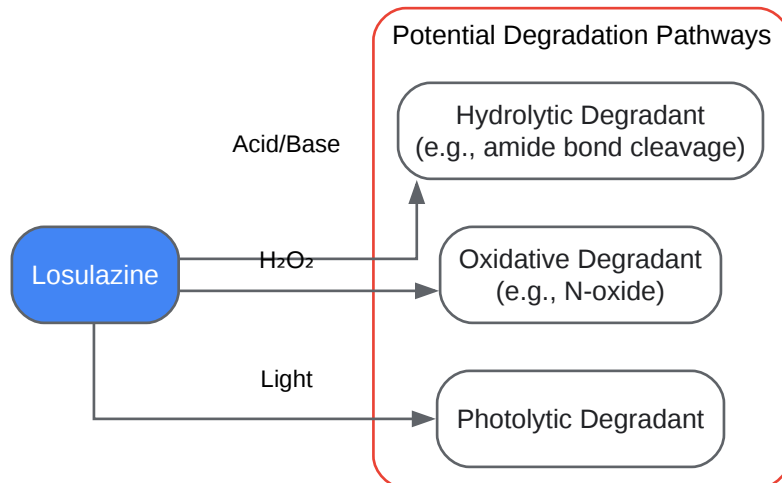 Potential Degradation Pathways
Hydrolytic Degradant
(e.g., amide bond cleavage)
Acid/Base
Losulazine
H₂O₂
Oxidative Degradant
(e.g., N-oxide)
Light
Photolytic Degradant